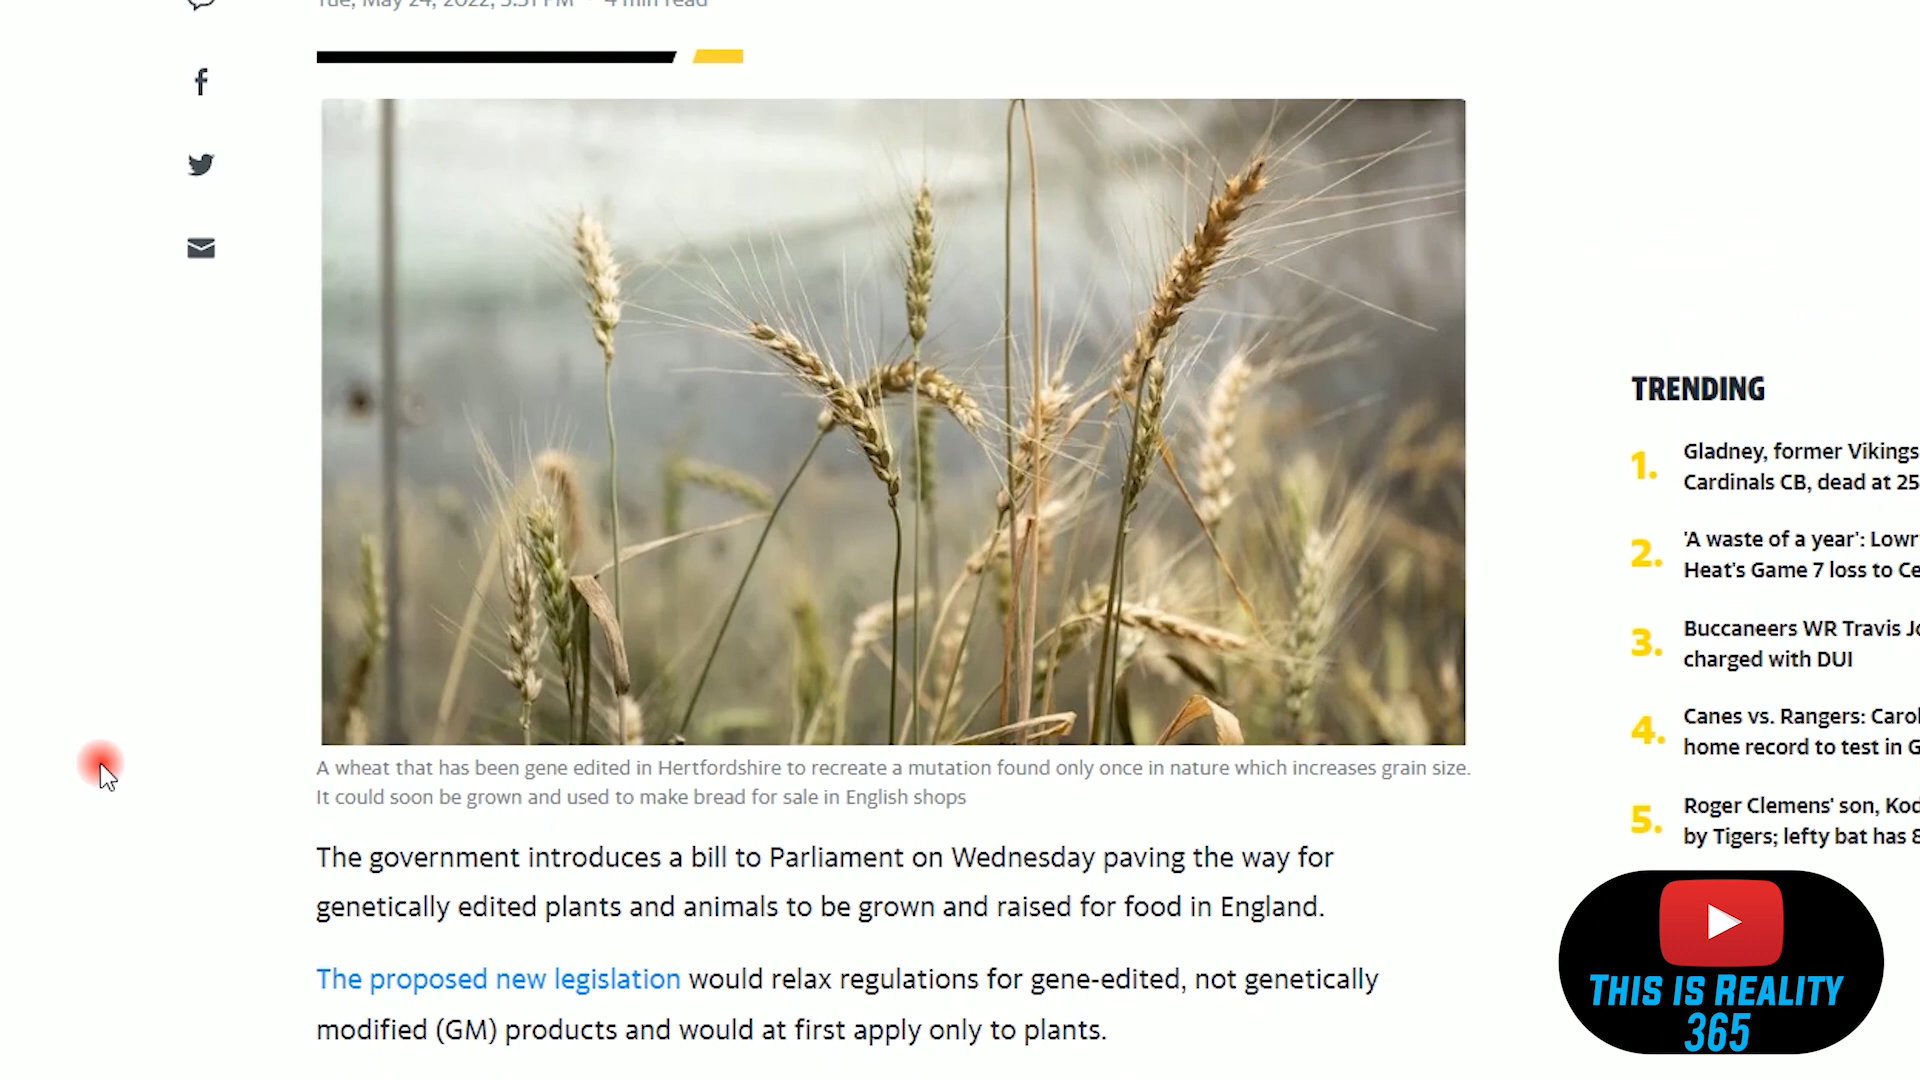 Tue, May 24, 2022, 5:51 PM · 4 min read
A wheat that has been gene edited in Hertfordshire to recreate a mutation found only once in nature which increases grain size.
It could soon be grown and used to make bread for sale in English shops
The government introduces a bill to Parliament on Wednesday paving the way for
genetically edited plants and animals to be grown and raised for food in England.
The proposed new legislation would relax regulations for gene-edited, not genetically
modified (GM) products and would at first apply only to plants.
TRENDING
1. Gladney, former Vikings
Cardinals CB, dead at 25
2. 'A waste of a year': Lowr
Heat's Game 7 loss to Ce
3. Buccaneers WR Travis Jo
charged with DUI
4. Canes vs. Rangers: Carol
home record to test in G
5. Roger Clemens' son, Kod
by Tigers; lefty bat has 8
THIS IS REALITY
365